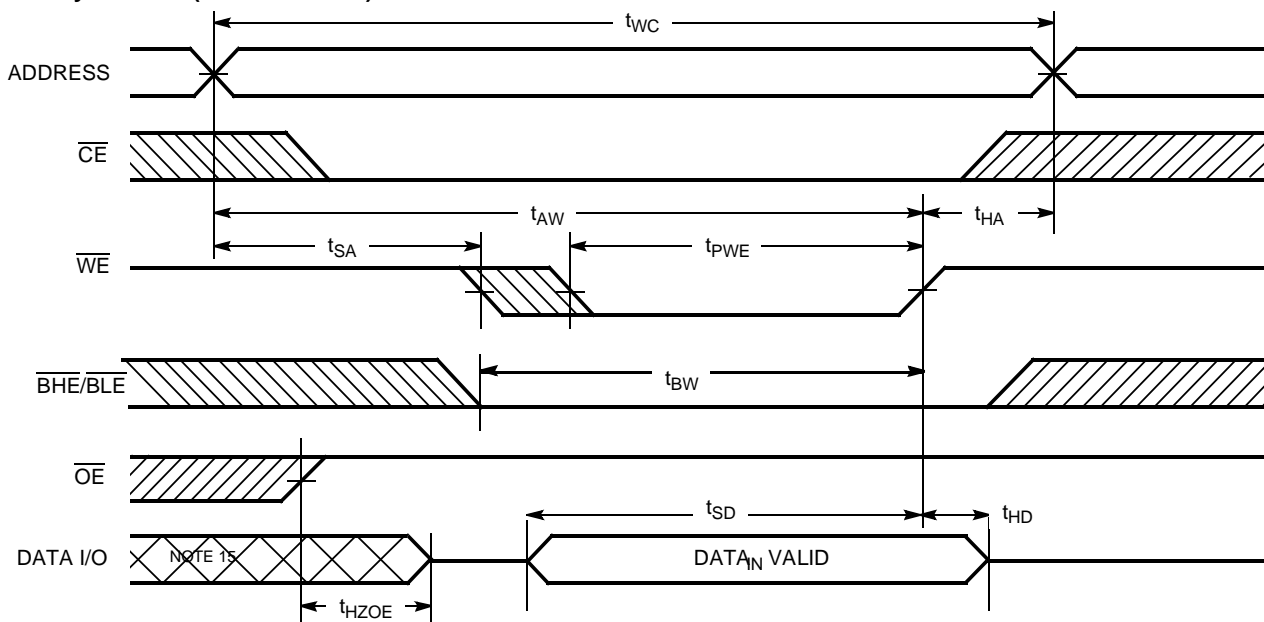 tWC
ADDRESS
CE
tAW
tHA
tSA
tPWE
WE
tBW
BHE/BLE
OE
tSD
tHD
DATA I/O
NOTE 15
DATAIN VALID
tHZOE